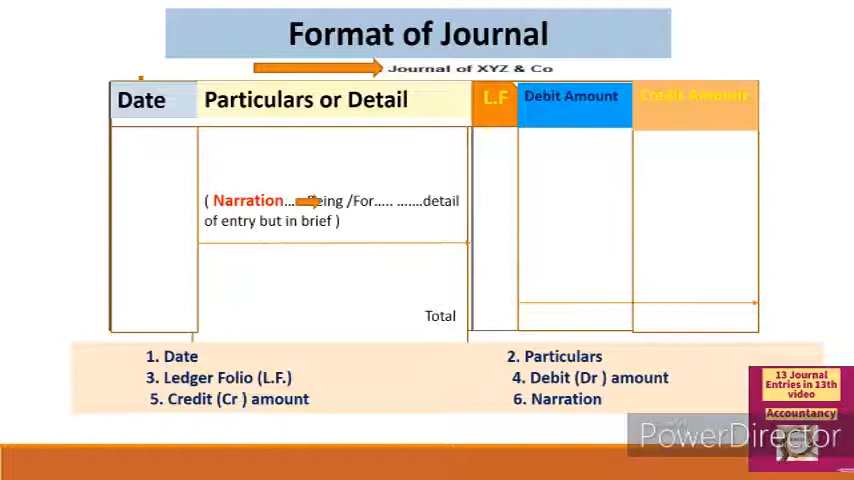 Format of Journal
Journal of XYZ & Co
Date
Particulars or Detail
L.F
Debit Amount
Credit Amount
( Narration.... Being /For..... .......detail
of entry but in brief )
Total
1. Date
2. Particulars
3. Ledger Folio (L.F.)
4. Debit (Dr ) amount
5. Credit (Cr ) amount
6. Narration
13 Journal
Entries in 13th
video
Accountancy
PowerDirector